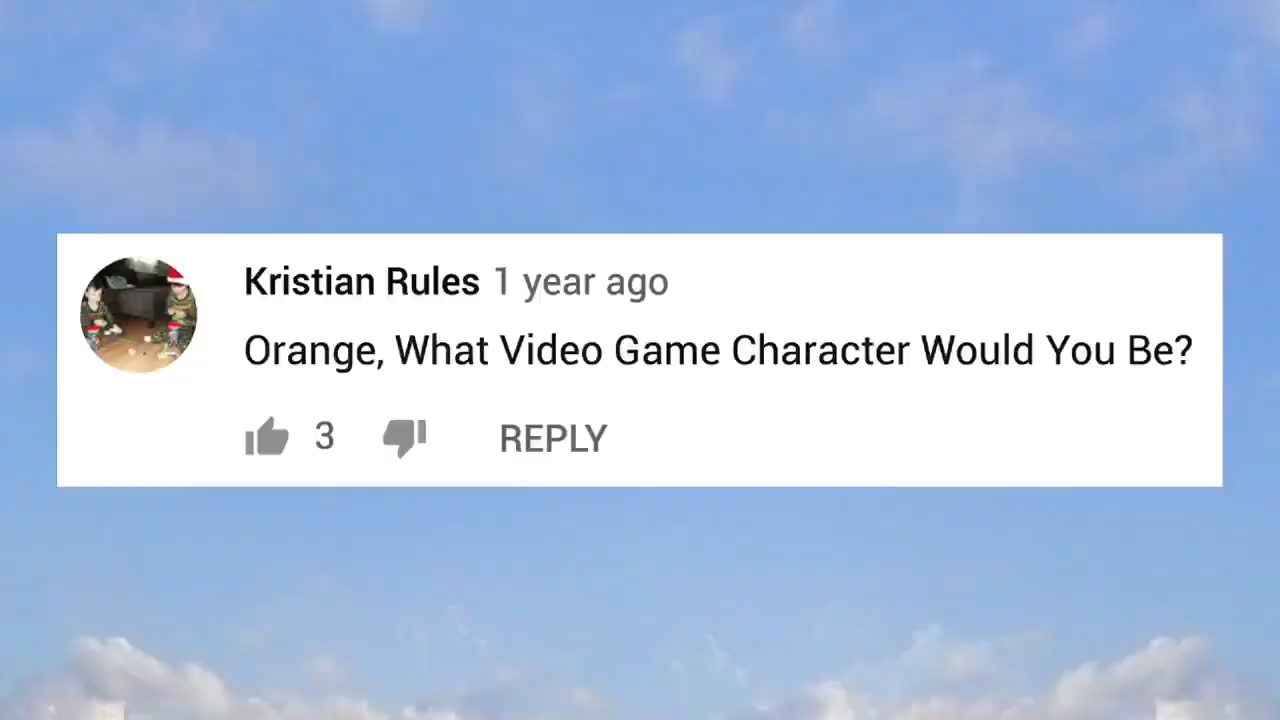 Kristian Rules 1 year ago
Orange, What Video Game Character Would You Be?
3 REPLY